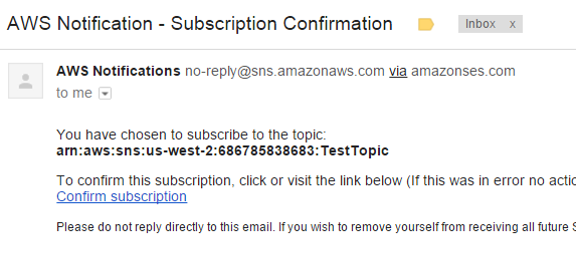 AWS Notification - Subscription Confirmation Inbox x
AWS Notifications no-reply@sns.amazonaws.com via amazonses.com
to me
You have chosen to subscribe to the topic:
arn:aws:sns:us-west-2:686785838683:TestTopic
To confirm this subscription, click or visit the link below (If this was in error no actio
Confirm subscription
Please do not reply directly to this email. If you wish to remove yourself from receiving all future S